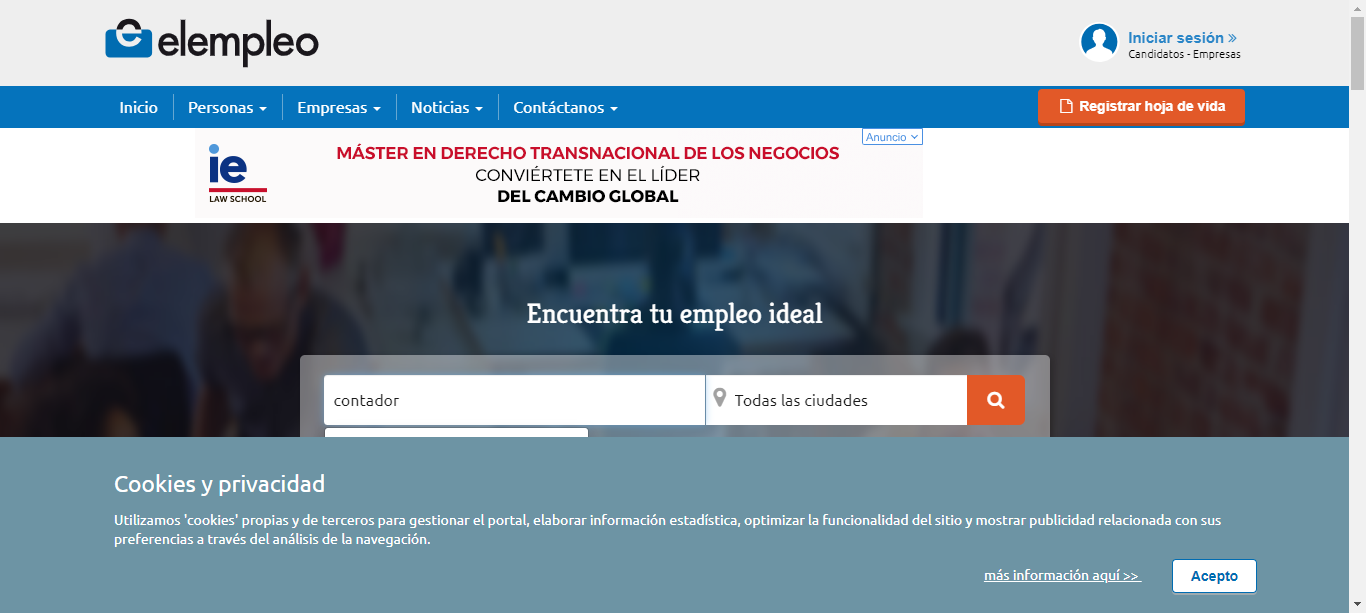 elempleo
Iniciar sesión »
Candidatos - Empresas
Inicio
Personas
Empresas
Noticias
Contáctanos
Registrar hoja de vida
Anuncio
ie
LAW SCHOOL
MÁSTER EN DERECHO TRANSNACIONAL DE LOS NEGOCIOS
CONVIÉRTETE EN EL LÍDER
DEL CAMBIO GLOBAL
Encuentra tu empleo ideal
contador
Todas las ciudades
Cookies y privacidad
Utilizamos 'cookies' propias y de terceros para gestionar el portal, elaborar información estadística, optimizar la funcionalidad del sitio y mostrar publicidad relacionada con sus
preferencias a través del análisis de la navegación.
más información aquí >>
Acepto